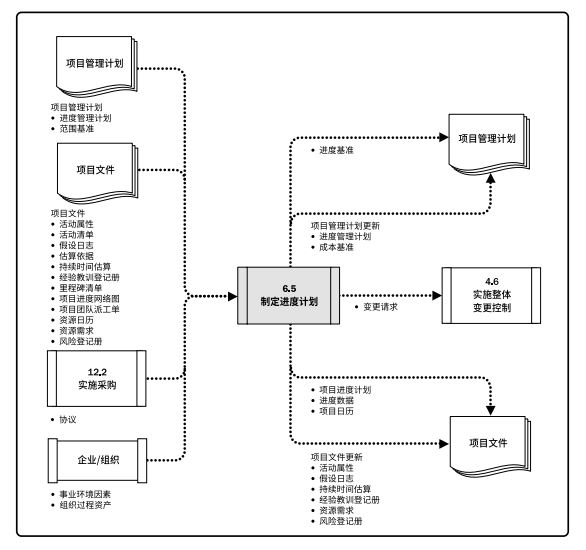 项目管理计划
项目管理计划
• 进度管理计划
• 范围基准
项目文件
项目文件
• 活动属性
• 活动清单
• 假设日志
• 估算依据
• 持续时间估算
• 经验教训登记册
• 里程碑清单
• 项目进度网络图
• 项目团队派工单
• 资源日历
• 资源需求
• 风险登记册
12.2
实施采购
• 协议
企业/组织
• 事业环境因素
• 组织过程资产
6.5
制定进度计划
• 进度基准
项目管理计划
项目管理计划更新
• 进度管理计划
• 成本基准
• 变更请求
4.6
实施整体
变更控制
• 项目进度计划
• 进度数据
• 项目日历
项目文件
项目文件更新
• 活动属性
• 假设日志
• 持续时间估算
• 经验教训登记册
• 资源需求
• 风险登记册